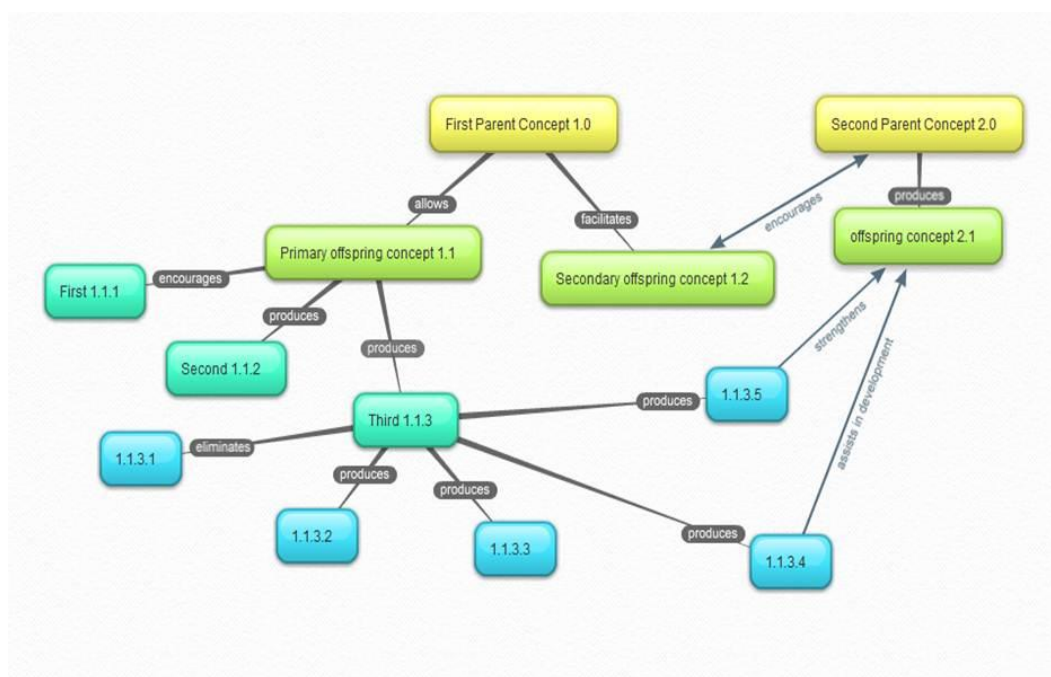 First Parent Concept 1.0
Second Parent Concept 2.0
allows
facilitates
encourages
produces
Primary offspring concept 1.1
Secondary offspring concept 1.2
offspring concept 2.1
First 1.1.1
encourages
produces
produces
Second 1.1.2
strengthens
assists in development
Third 1.1.3
produces
1.1.3.5
1.1.3.1
eliminates
produces
produces
produces
1.1.3.2
1.1.3.3
1.1.3.4